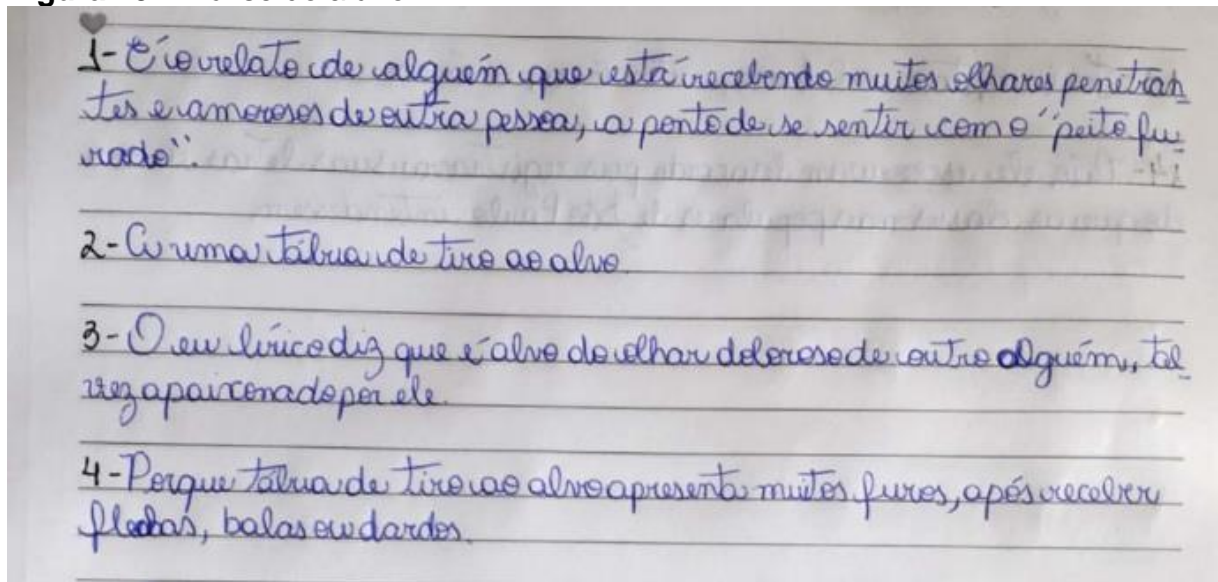 1- É o relato de alguém que está recebendo muitos olhares penetran
tes e amorosos de outra pessoa, a ponto de se sentir com o "peito fu
rado".
2- A uma tábua de tiro ao alvo.
3- O eu lírico diz que é alvo do olhar doloroso de outro alguém, tal
vez apaixonado por ele.
4- Porque tábua de tiro ao alvo apresenta muitos furos, após receber
flechas, balas ou dardos.